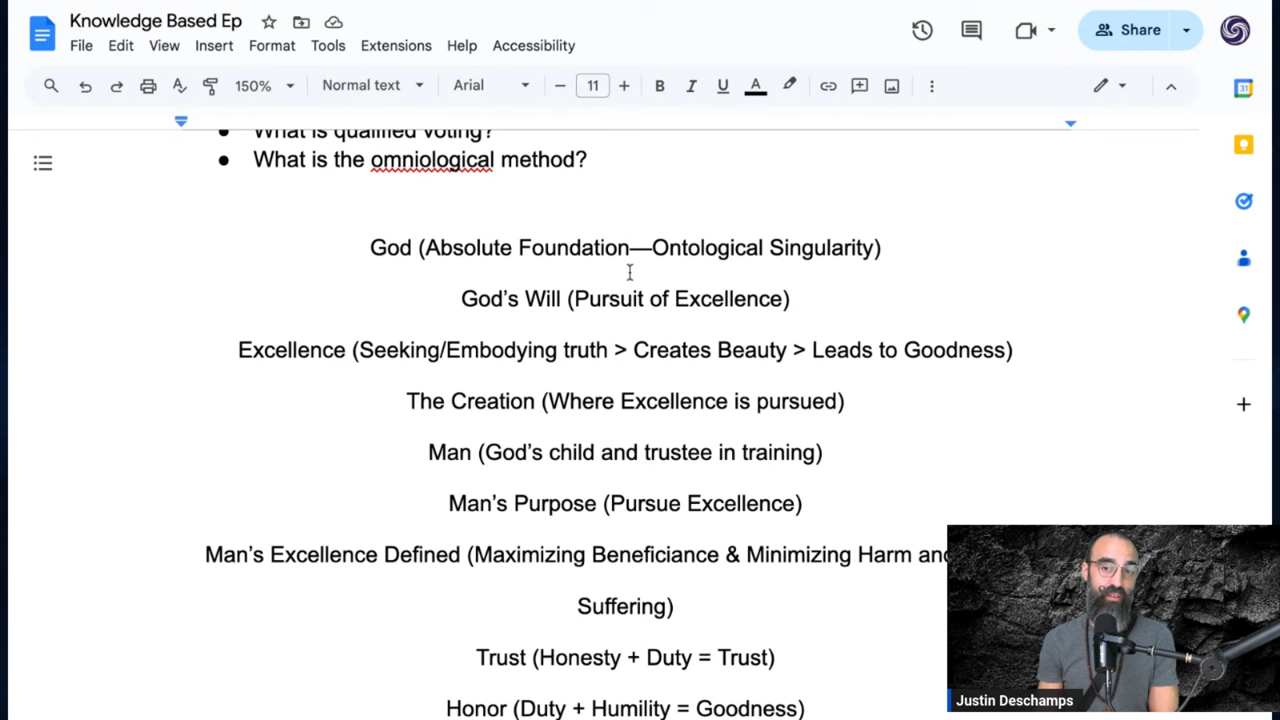 Knowledge Based Ep
File Edit View Insert Format Tools Extensions Help Accessibility
Share
150% Normal text Arial 11 B I U A
31
What is qualified voting?
What is the omniological method?
God (Absolute Foundation—Ontological Singularity)
God’s Will (Pursuit of Excellence)
Excellence (Seeking/Embodying truth > Creates Beauty > Leads to Goodness)
The Creation (Where Excellence is pursued)
Man (God’s child and trustee in training)
Man’s Purpose (Pursue Excellence)
Man’s Excellence Defined (Maximizing Beneficiance & Minimizing Harm and
Suffering)
Trust (Honesty + Duty = Trust)
Honor (Duty + Humility = Goodness)
Justin Deschamps